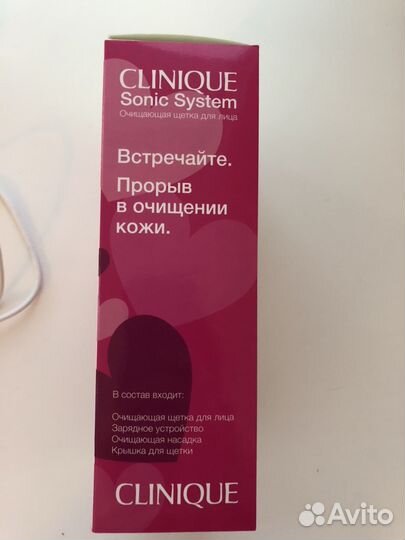 CLINIQUE
Sonic System
Очищающая щетка для лица
Встречайте.
Прорыв
в очищении
кожи.
В состав входит:
Очищающая щетка для лица
Зарядное устройство
Очищающая насадка
Крышка для щетки
CLINIQUE
Avito